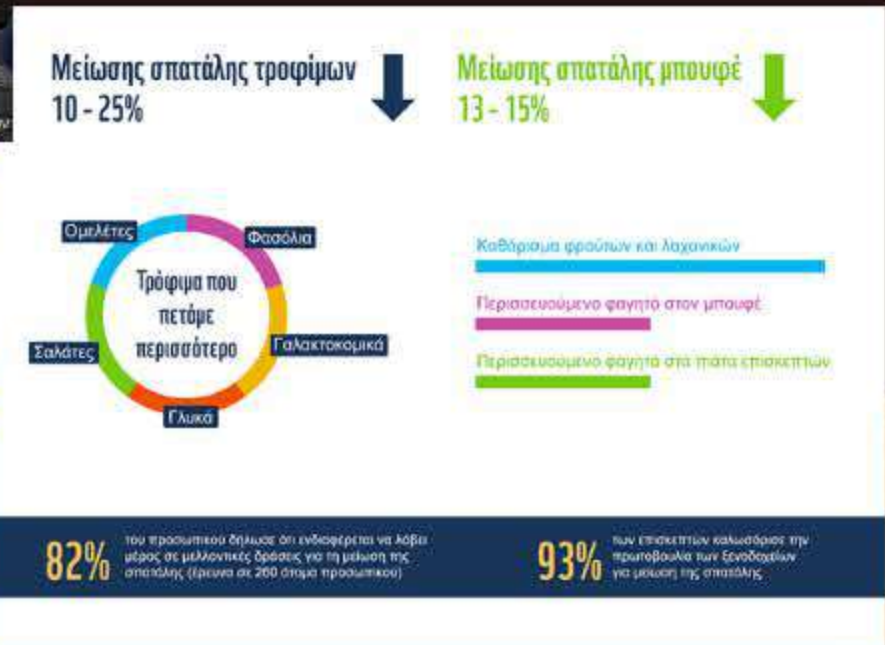 Μείωσης σπατάλης τροφίμων
10 - 25%
Μείωσης σπατάλης μπουφέ
13 - 15%
Ομελέτες
Φασόλια
Τρόφιμα που
πετάμε
περισσότερο
Σαλάτες
Γαλακτοκομικά
Γλυκά
Καθάρισμα φρούτων και λαχανικών
Περισσευούμενο φαγητό στον μπουφέ
Περισσευούμενο φαγητό στα πιάτα επισκεπτών
82%
του προσωπικού δήλωσε ότι ενδιαφέρεται να λάβει
μέρος σε μελλοντικές δράσεις για τη μείωση της
σπατάλης (έρευνα σε 260 άτομα προσωπικού)
93%
των επισκεπτών καλωσόρισε την
πρωτοβουλία των ξενοδοχείων
για μείωση της σπατάλης